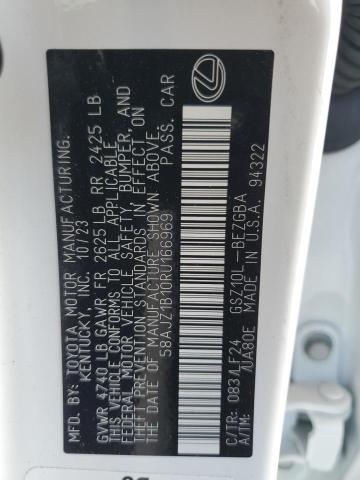 MFD. BY: TOYOTA MOTOR MANUFACTURING.
KENTUCKY, INC. 10/23
GVWR 4740 LB GAWR FR 2625 LB RR 2425 LB
THIS VEHICLE CONFORMS TO ALL APPLICABLE
FEDERAL MOTOR VEHICLE SAFETY, BUMPER, AND
THEFT PREVENTION STANDARDS IN EFFECT ON
THE DATE OF MANUFACTURE SHOWN ABOVE.
58AJZ1B10RU166969 PASS. CAR
C/TR: 083/LF24 GSZ10L-BEZGBA
A/TM: /UA80E MADE IN U.S.A. 94322